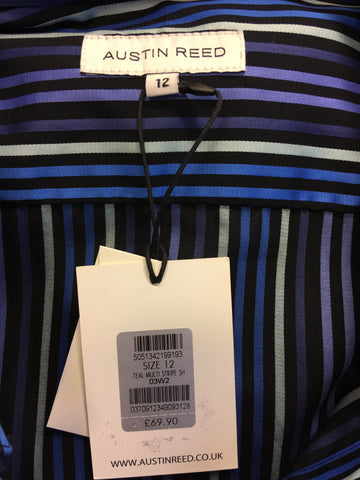 AUSTIN REED
12
5051342199193
SIZE 12
TEAL MULTI STRIPE SH
03W2
0370912349093128
£69.90
WWW.AUSTINREED.CO.UK